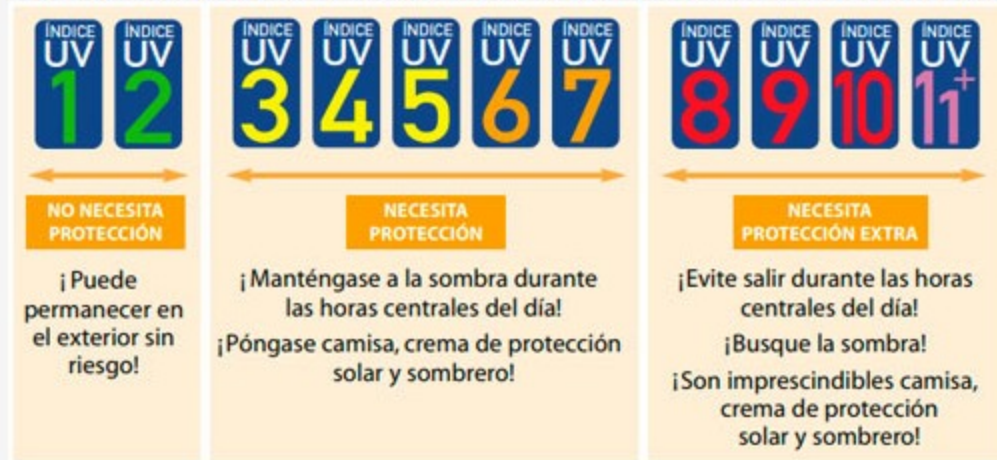 ÍNDICE
UV
1
ÍNDICE
UV
2
NO NECESITA
PROTECCIÓN
¡Puede
permanecer en
el exterior sin
riesgo!
ÍNDICE
UV
3
ÍNDICE
UV
4
ÍNDICE
UV
5
ÍNDICE
UV
6
ÍNDICE
UV
7
NECESITA
PROTECCIÓN
¡Manténgase a la sombra durante
las horas centrales del día!
¡Póngase camisa, crema de protección
solar y sombrero!
ÍNDICE
UV
8
ÍNDICE
UV
9
ÍNDICE
UV
10
ÍNDICE
UV
11+
NECESITA
PROTECCIÓN EXTRA
¡Evite salir durante las horas
centrales del día!
¡Busque la sombra!
¡Son imprescindibles camisa,
crema de protección
solar y sombrero!